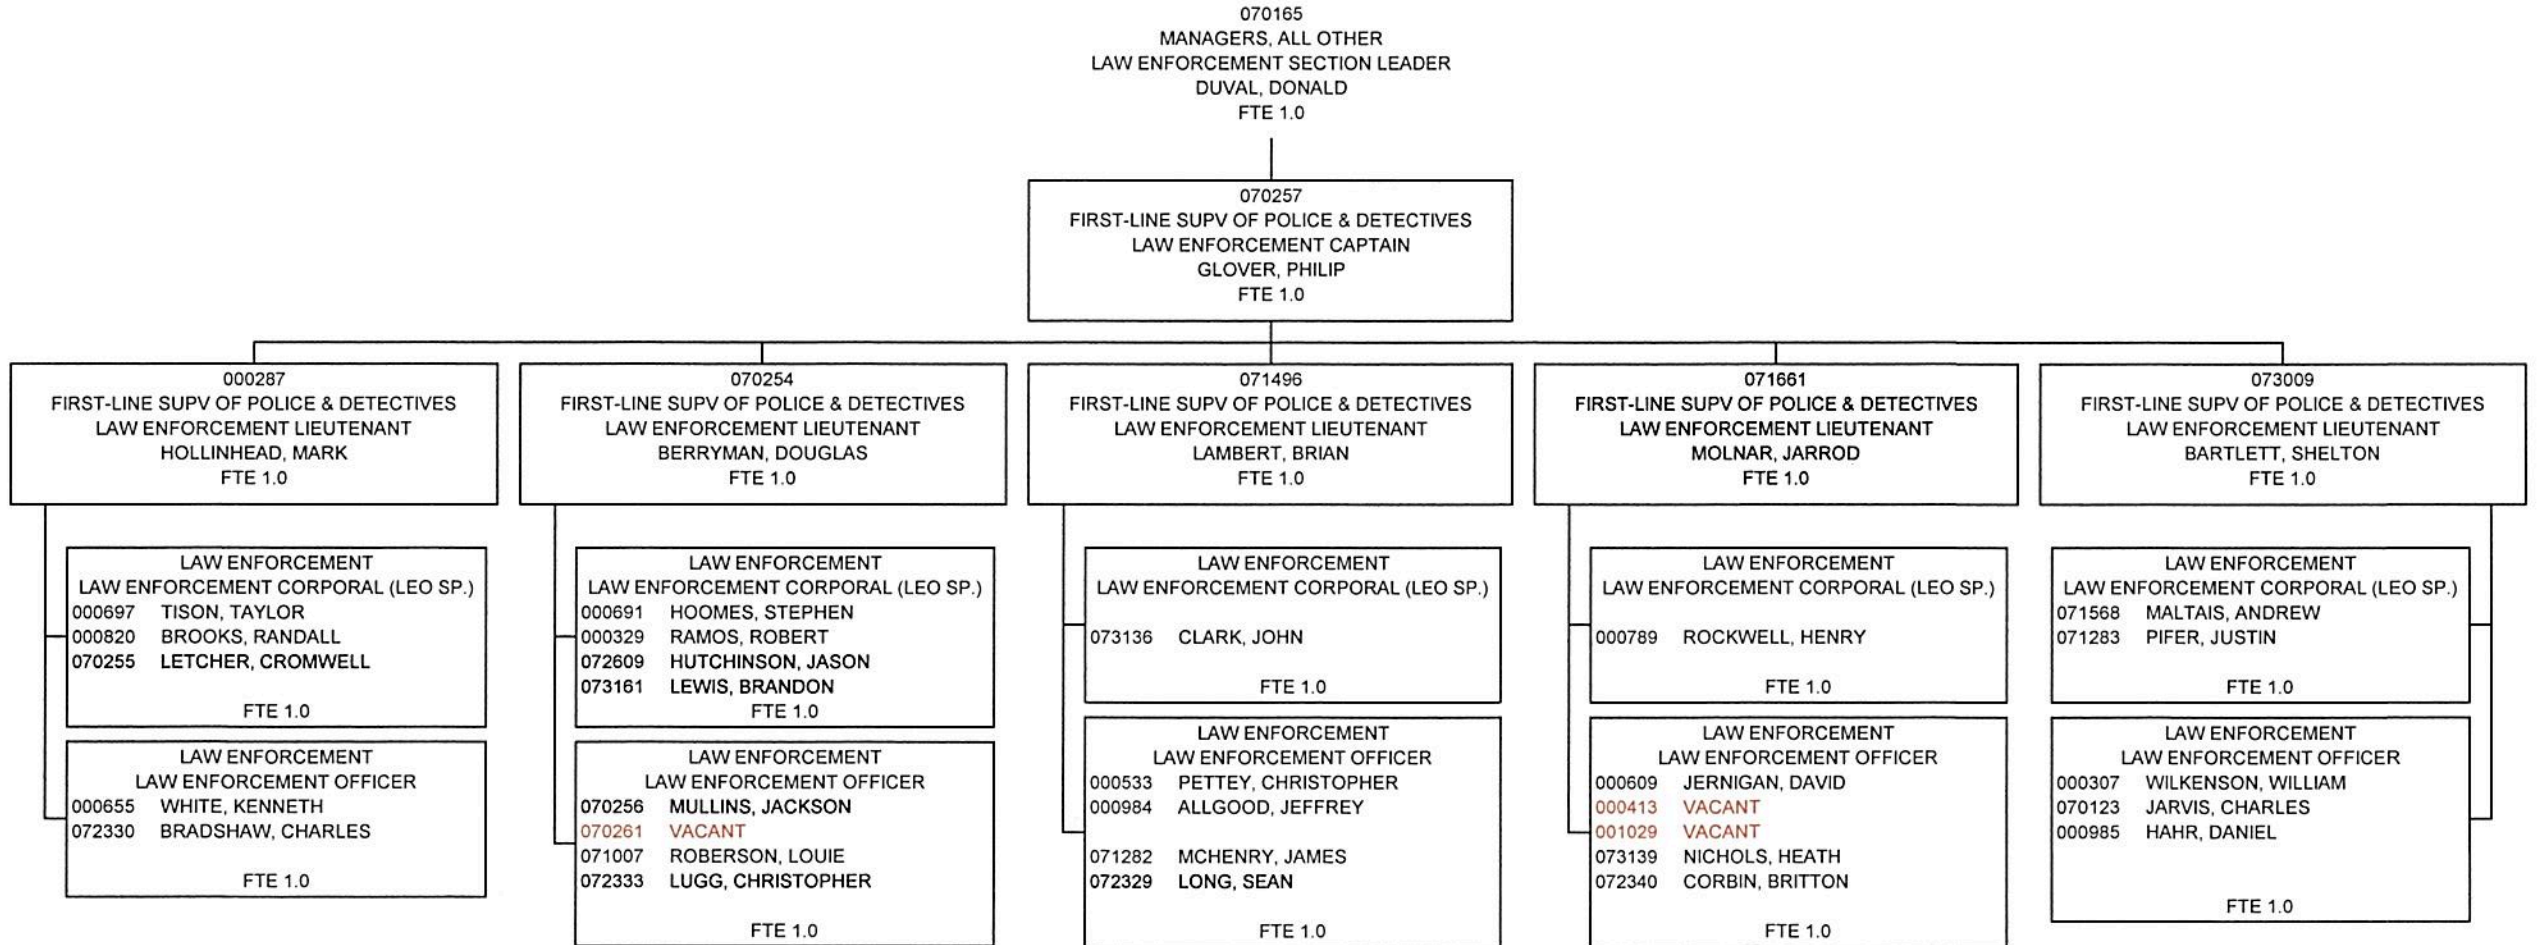 070165
MANAGERS, ALL OTHER
LAW ENFORCEMENT SECTION LEADER
DUVAL, DONALD
FTE 1.0
070257
FIRST-LINE SUPV OF POLICE & DETECTIVES
LAW ENFORCEMENT CAPTAIN
GLOVER, PHILIP
FTE 1.0
000287
FIRST-LINE SUPV OF POLICE & DETECTIVES
LAW ENFORCEMENT LIEUTENANT
HOLLINHEAD, MARK
FTE 1.0
LAW ENFORCEMENT
LAW ENFORCEMENT CORPORAL (LEO SP.)
000697 TISON, TAYLOR
000820 BROOKS, RANDALL
070255 LETCHER, CROMWELL
FTE 1.0
LAW ENFORCEMENT
LAW ENFORCEMENT OFFICER
000655 WHITE, KENNETH
072330 BRADSHAW, CHARLES
FTE 1.0
070254
FIRST-LINE SUPV OF POLICE & DETECTIVES
LAW ENFORCEMENT LIEUTENANT
BERRYMAN, DOUGLAS
FTE 1.0
LAW ENFORCEMENT
LAW ENFORCEMENT CORPORAL (LEO SP.)
000691 HOOMES, STEPHEN
000329 RAMOS, ROBERT
072609 HUTCHINSON, JASON
073161 LEWIS, BRANDON
FTE 1.0
LAW ENFORCEMENT
LAW ENFORCEMENT OFFICER
070256 MULLINS, JACKSON
070261 VACANT
071007 ROBERSON, LOUIE
072333 LUGG, CHRISTOPHER
FTE 1.0
071496
FIRST-LINE SUPV OF POLICE & DETECTIVES
LAW ENFORCEMENT LIEUTENANT
LAMBERT, BRIAN
FTE 1.0
LAW ENFORCEMENT
LAW ENFORCEMENT CORPORAL (LEO SP.)
073136 CLARK, JOHN
FTE 1.0
LAW ENFORCEMENT
LAW ENFORCEMENT OFFICER
000533 PETTEY, CHRISTOPHER
000984 ALLGOOD, JEFFREY
071282 MCHENRY, JAMES
072329 LONG, SEAN
FTE 1.0
071661
FIRST-LINE SUPV OF POLICE & DETECTIVES
LAW ENFORCEMENT LIEUTENANT
MOLNAR, JARROD
FTE 1.0
LAW ENFORCEMENT
LAW ENFORCEMENT CORPORAL (LEO SP.)
000789 ROCKWELL, HENRY
FTE 1.0
LAW ENFORCEMENT
LAW ENFORCEMENT OFFICER
000609 JERNIGAN, DAVID
000413 VACANT
001029 VACANT
073139 NICHOLS, HEATH
072340 CORBIN, BRITTON
FTE 1.0
073009
FIRST-LINE SUPV OF POLICE & DETECTIVES
LAW ENFORCEMENT LIEUTENANT
BARTLETT, SHELTON
FTE 1.0
LAW ENFORCEMENT
LAW ENFORCEMENT CORPORAL (LEO SP.)
071568 MALTAIS, ANDREW
071283 PIFER, JUSTIN
FTE 1.0
LAW ENFORCEMENT
LAW ENFORCEMENT OFFICER
000307 WILKENSON, WILLIAM
070123 JARVIS, CHARLES
000985 HAHR, DANIEL
FTE 1.0